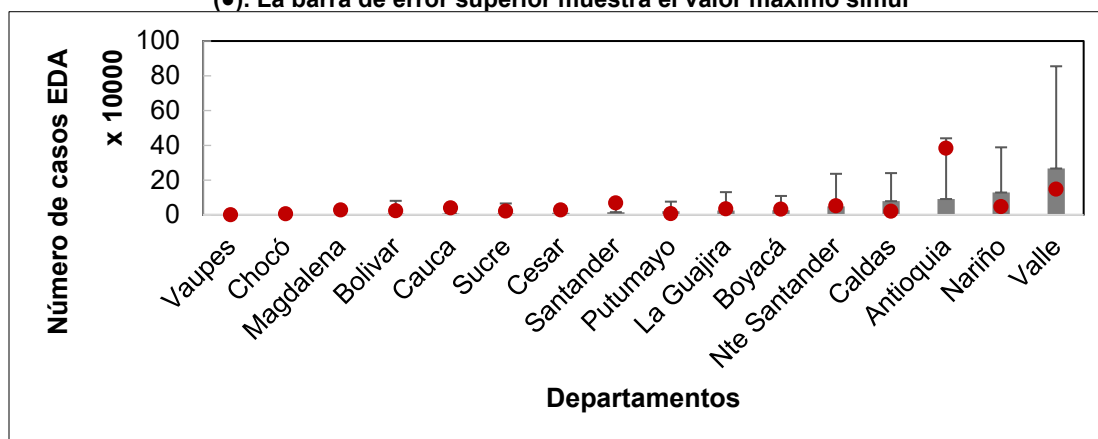 (●). La barra de error superior muestra el valor máximo simul
Número de casos EDA
x 10000
100
80
60
40
20
0
Vaupes
Chocó
Magdalena
Bolivar
Cauca
Sucre
Cesar
Santander
Putumayo
La Guajira
Boyacá
Nte Santander
Caldas
Antioquia
Nariño
Valle
Departamentos